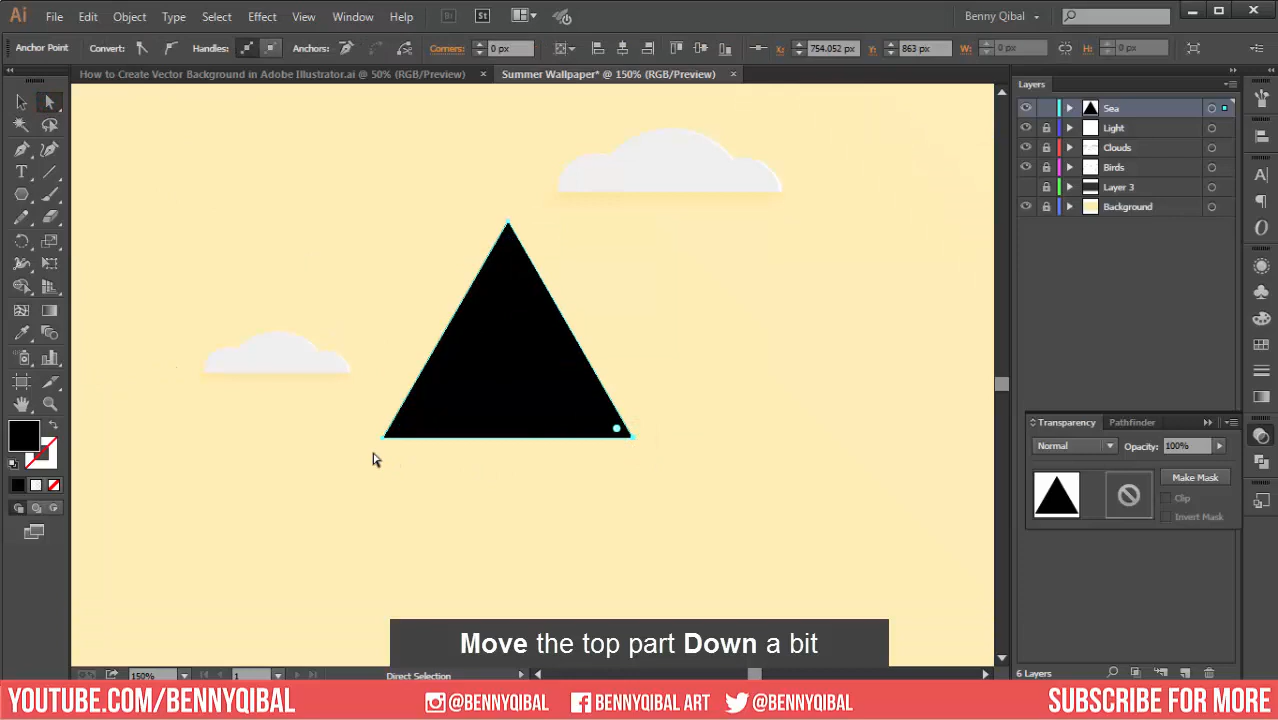 Ai File Edit Object Type Select Effect View Window Help Br St Benny Qibal
Anchor Point Convert: Handles: Anchors: Corners: 0 px X: 754.052 px Y: 863 px W: 0 px H: 0 px
How to Create Vector Background in Adobe Illustrator.ai @ 50% (RGB/Preview) × Summer Wallpaper* @ 150% (RGB/Preview) ×
Layers
Sea
Light
Clouds
Birds
Layer 3
Background
Transparency Pathfinder
Normal Opacity: 100%
Make Mask
Clip
Invert Mask
Move the top part Down a bit
150% 1 Direct Selection 6 Layers
YOUTUBE.COM/BENNYQIBAL @BENNYQIBAL BENNYQIBAL ART @BENNYQIBAL SUBSCRIBE FOR MORE